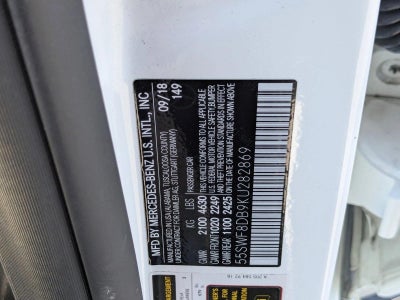 MFD BY MERCEDES-BENZ U.S. INTL., INC
MANUFACTURED IN USA/ALABAMA, TUSCALOOSA COUNTY
UNDER CONTRACT FOR DAIMLER AG, STUTTGART (GERMANY)
PASSENGER CAR
09/18
149
KG LBS
GVWR 2100 4630
GAWR/FRONT 1020 2249
GAWR/REAR 1100 2425
THIS VEHICLE CONFORMS TO ALL APPLICABLE
U.S. FEDERAL MOTOR VEHICLE SAFETY, BUMPER
AND THEFT PREVENTION STANDARDS IN EFFECT
ON THE DATE OF MANUFACTURE SHOWN ABOVE
55SWF8DB9KU282869